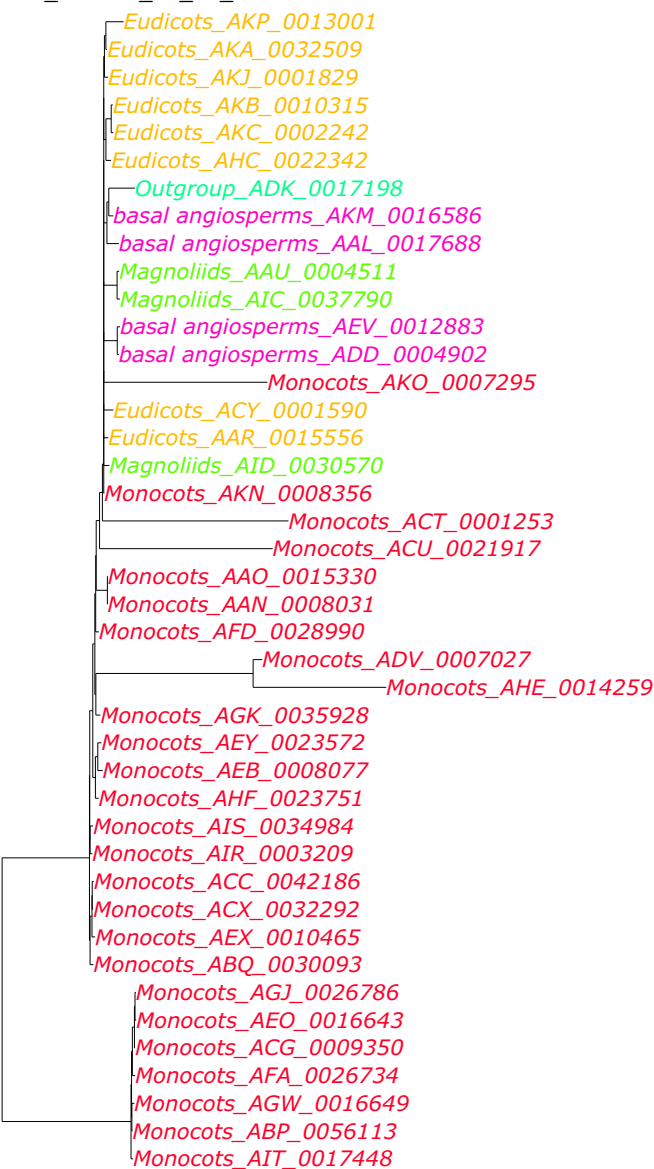 Eudicots_AKP_0013001
Eudicots_AKA_0032509
Eudicots_AKJ_0001829
Eudicots_AKB_0010315
Eudicots_AKC_0002242
Eudicots_AHC_0022342
Outgroup_ADK_0017198
basal angiosperms_AKM_0016586
basal angiosperms_AAL_0017688
Magnoliids_AAU_0004511
Magnoliids_AIC_0037790
basal angiosperms_AEV_0012883
basal angiosperms_ADD_0004902
Monocots_AKO_0007295
Eudicots_ACY_0001590
Eudicots_AAR_0015556
Magnoliids_AID_0030570
Monocots_AKN_0008356
Monocots_ACT_0001253
Monocots_ACU_0021917
Monocots_AAO_0015330
Monocots_AAN_0008031
Monocots_AFD_0028990
Monocots_ADV_0007027
Monocots_AHE_0014259
Monocots_AGK_0035928
Monocots_AEY_0023572
Monocots_AEB_0008077
Monocots_AHF_0023751
Monocots_AIS_0034984
Monocots_AIR_0003209
Monocots_ACC_0042186
Monocots_ACX_0032292
Monocots_AEX_0010465
Monocots_ABQ_0030093
Monocots_AGJ_0026786
Monocots_AEO_0016643
Monocots_ACG_0009350
Monocots_AFA_0026734
Monocots_AGW_0016649
Monocots_ABP_0056113
Monocots_AIT_0017448